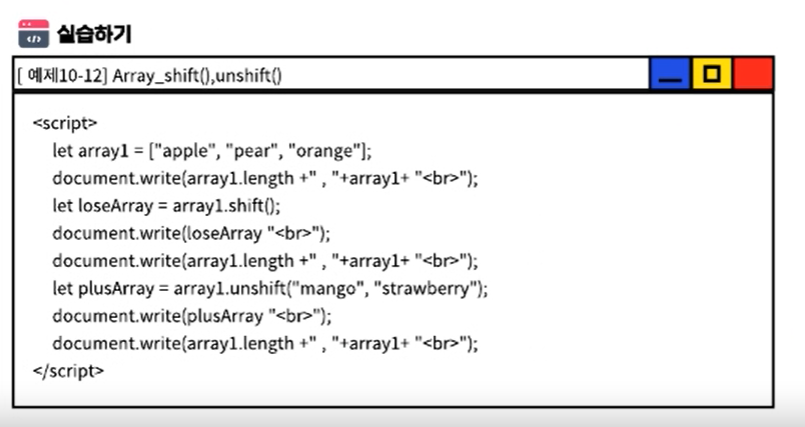 실습하기
[ 예제10-12] Array_shift(),unshift()
<script>
let array1 = ["apple", "pear", "orange"];
document.write(array1.length +" , "+array1+ "<br>");
let loseArray = array1.shift();
document.write(loseArray "<br>");
document.write(array1.length +" , "+array1+ "<br>");
let plusArray = array1.unshift("mango", "strawberry");
document.write(plusArray "<br>");
document.write(array1.length +" , "+array1+ "<br>");
</script>